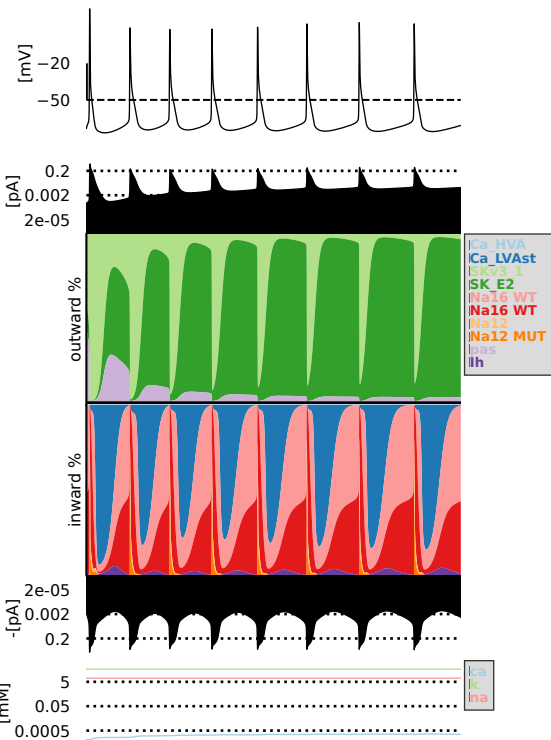 [mV]
−20
−50
[pA]
0.2
0.002
2e-05
outward %
Ca_HVA
Ca_LVAst
SKv3_1
SK_E2
Na16 WT
Na16 WT
Na12
Na12 MUT
pas
Ih
inward %
-[pA]
2e-05
0.002
0.2
[mM]
5
0.05
0.0005
ca
k
na